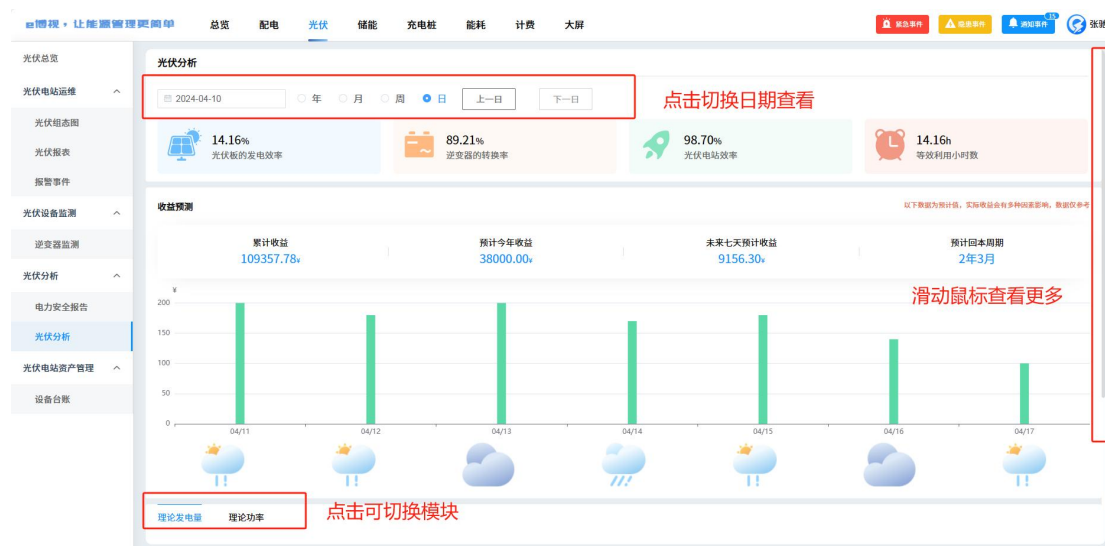 e博视·让能源管理更简单 总览 配电 光伏 储能 充电桩 能耗 计费 大屏 紧急事件 隐患事件 通知事件 15 张驰
光伏总览
光伏电站运维
光伏组态图
光伏报表
报警事件
光伏设备监测
逆变器监测
光伏分析
电力安全报告
光伏分析
光伏电站资产管理
设备台账
光伏分析
2024-04-10 年 月 周 日 上一日 下一日
点击切换日期查看
14.16% 89.21% 98.70% 14.16h
光伏板的发电效率 逆变器的转换率 光伏电站效率 等效利用小时数
收益预测 以下数据为预计值，实际收益会有多种因素影响，数据仅参考
累计收益 预计今年收益 未来七天预计收益 预计回本周期
109357.78¥ 38000.00¥ 9156.30¥ 2年3月
滑动鼠标查看更多
¥
200
150
100
50
0
04/11 04/12 04/13 04/14 04/15 04/16 04/17
理论发电量 理论功率
点击可切换模块